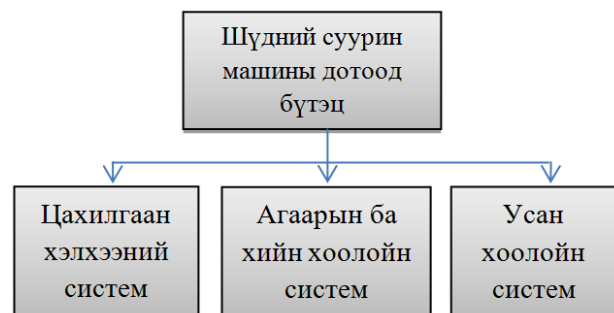 Шүдний суурин
машины дотоод
бүтэц
Цахилгаан
хэлхээний
систем
Агаарын ба
хийн хоолойн
систем
Усан
хоолойн
систем